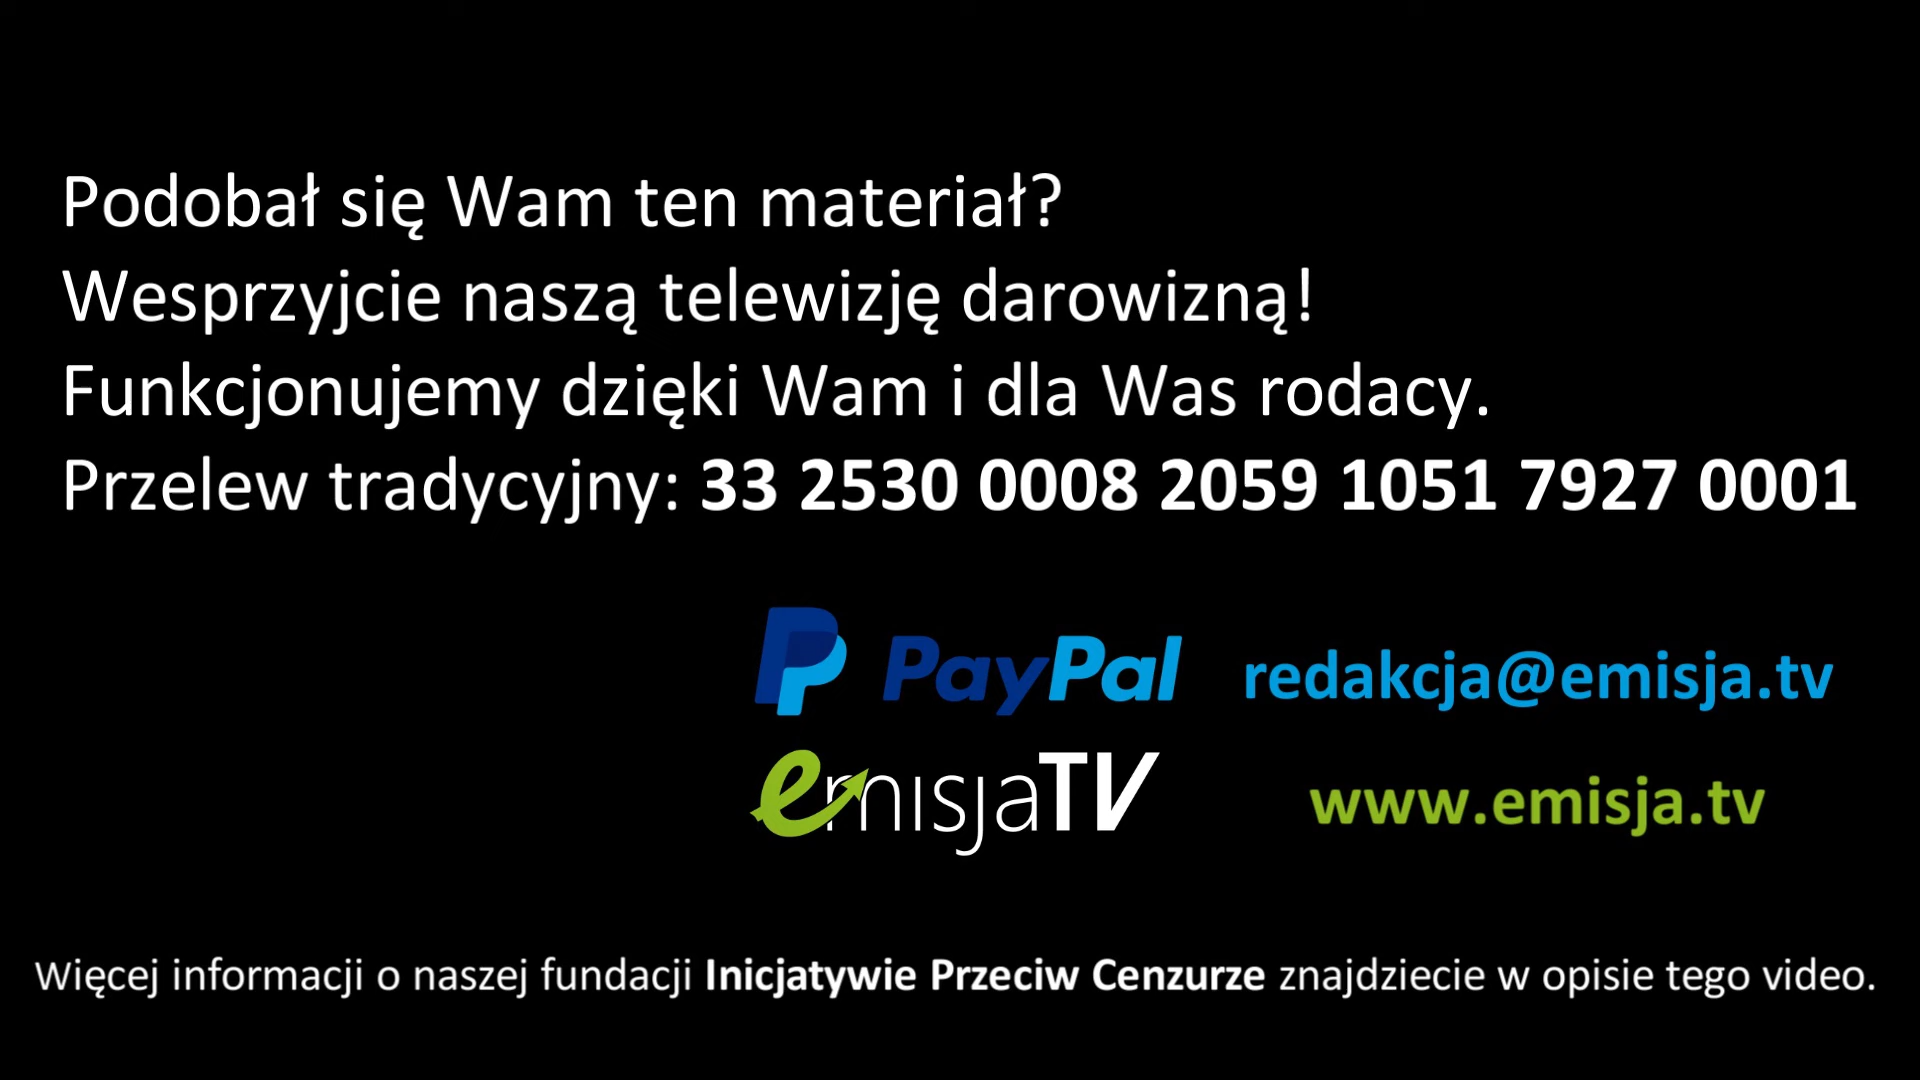 Podobał się Wam ten materiał?
Wesprzyjcie naszą telewizję darowizną!
Funkcjonujemy dzięki Wam i dla Was rodacy.
Przelew tradycyjny: 33 2530 0008 2059 1051 7927 0001
PayPal redakcja@emisja.tv
emisjaTV www.emisja.tv
Więcej informacji o naszej fundacji Inicjatywie Przeciw Cenzurze znajdziecie w opisie tego video.